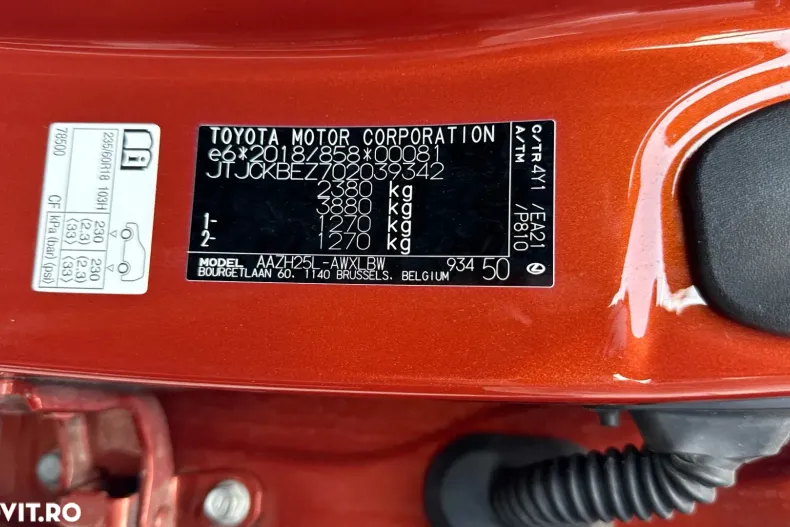 TOYOTA MOTOR CORPORATION
e6*2018/858*00081
JTJCKBEZ702039342
2380 kg
3880 kg
1- 1270 kg
2- 1270 kg
MODEL AAZH25L-AWXLBW 934 50
BOURGETLAAN 60, 1140 BRUSSELS, BELGIUM
C/TR 4Y1 /EA21
A/TM /P810
235/60R18 103H 230 (2.3) ⟨33⟩ 230 (2.3) ⟨33⟩
78500 CF kPa (bar) ⟨psi⟩
VIT.RO